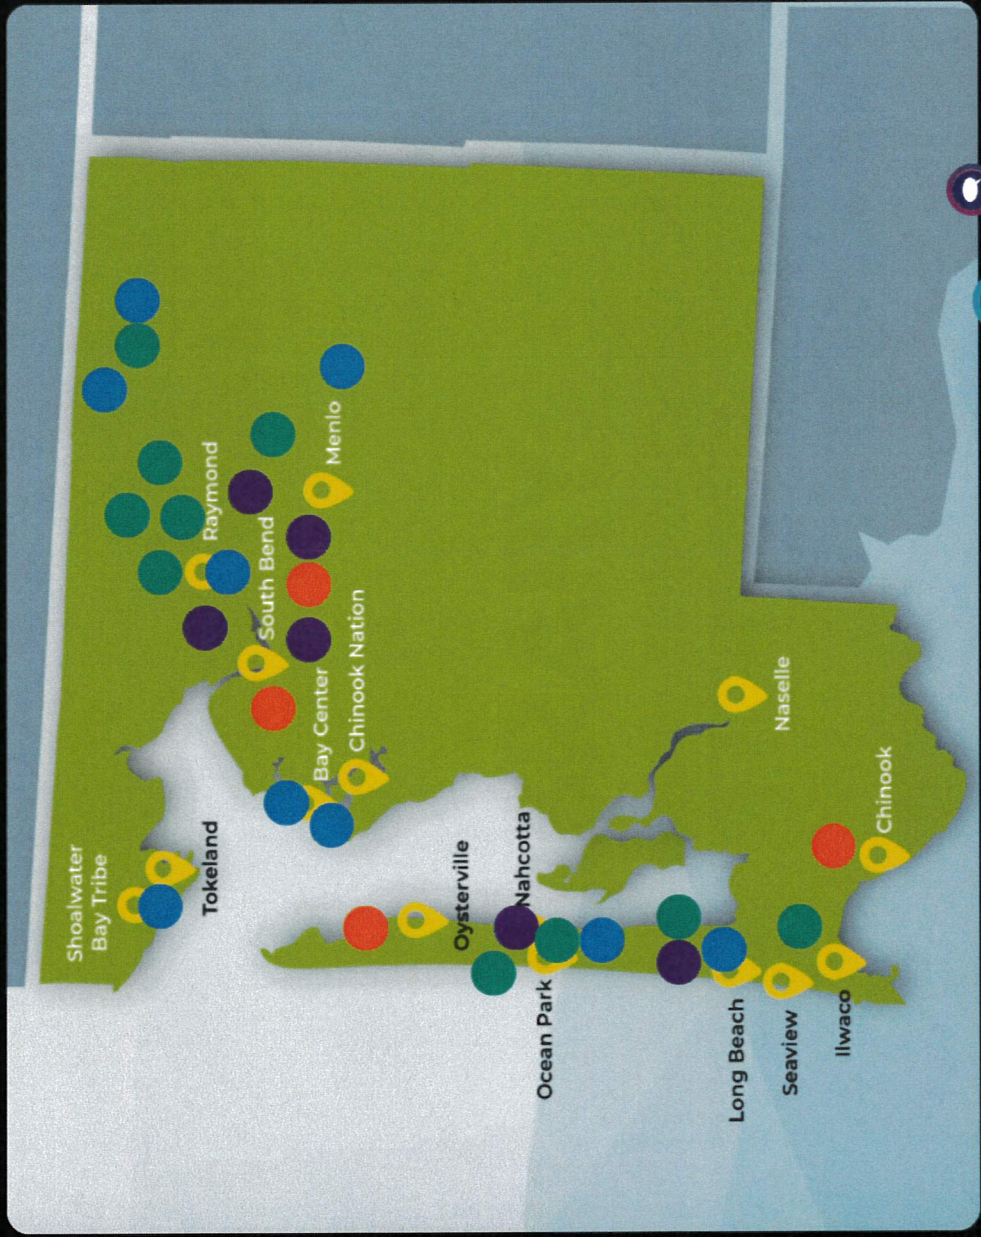 Shoalwater
Bay Tribe
Tokeland
Raymond
South Bend
Menlo
Bay Center
Chinook Nation
Oysterville
Nahcotta
Ocean Park
Long Beach
Seaview
Ilwaco
Chinook
Naselle